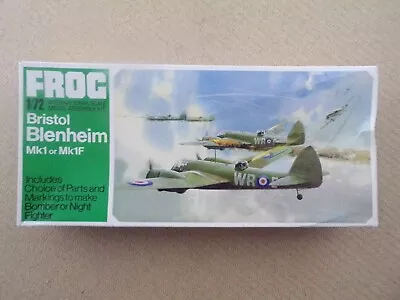 FROG
1/72
Bristol
Blenheim
Mk1 or Mk1F
Includes
Choice of Parts and
Markings to make
Bomber or Night
Fighter
WR
WR